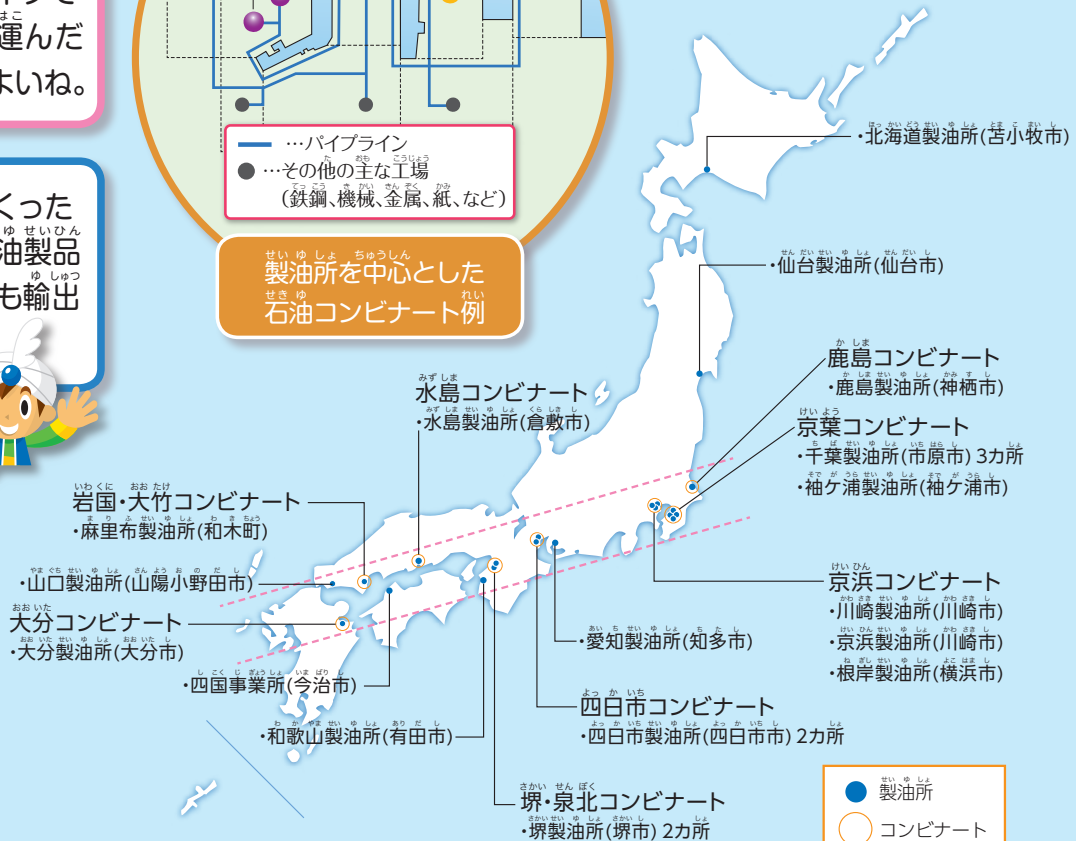 運んだ
よいね。
くった
油製品
も輸出
…パイプライン
…その他の主な工場
(鉄鋼、機械、金属、紙、など)
製油所を中心とした
石油コンビナート例
・北海道製油所(苫小牧市)
・仙台製油所(仙台市)
鹿島コンビナート
・鹿島製油所(神栖市)
京葉コンビナート
・千葉製油所(市原市) 3カ所
・袖ケ浦製油所(袖ケ浦市)
水島コンビナート
・水島製油所(倉敷市)
岩国・大竹コンビナート
・麻里布製油所(和木町)
・山口製油所(山陽小野田市)
大分コンビナート
・大分製油所(大分市)
・四国事業所(今治市)
・和歌山製油所(有田市)
京浜コンビナート
・川崎製油所(川崎市)
・京浜製油所(川崎市)
・根岸製油所(横浜市)
・愛知製油所(知多市)
四日市コンビナート
・四日市製油所(四日市市) 2カ所
堺・泉北コンビナート
・堺製油所(堺市) 2カ所
製油所
コンビナート